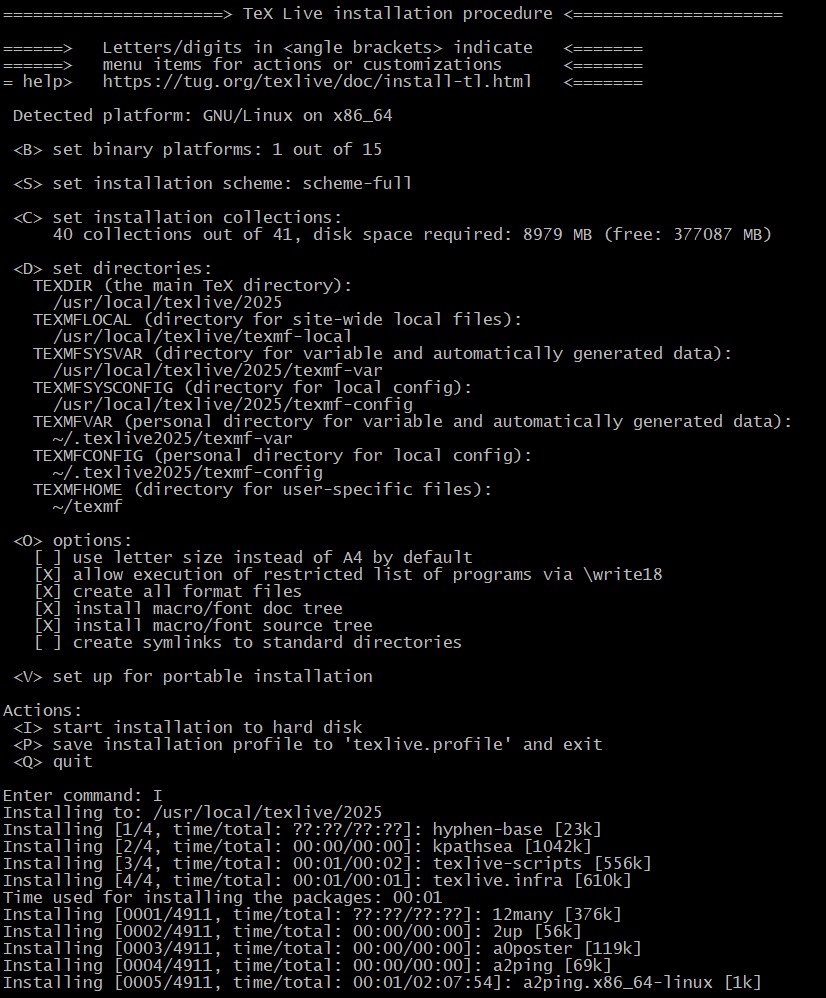 ======================> TeX Live installation procedure <=====================
======>   Letters/digits in <angle brackets> indicate   <=======
======>   menu items for actions or customizations      <=======
= help>   https://tug.org/texlive/doc/install-tl.html   <=======
Detected platform: GNU/Linux on x86_64
<B> set binary platforms: 1 out of 15
<S> set installation scheme: scheme-full
<C> set installation collections:
40 collections out of 41, disk space required: 8979 MB (free: 377087 MB)
<D> set directories:
TEXDIR (the main TeX directory):
/usr/local/texlive/2025
TEXMFLOCAL (directory for site-wide local files):
/usr/local/texlive/texmf-local
TEXMFSYSVAR (directory for variable and automatically generated data):
/usr/local/texlive/2025/texmf-var
TEXMFSYSCONFIG (directory for local config):
/usr/local/texlive/2025/texmf-config
TEXMFVAR (personal directory for variable and automatically generated data):
~/.texlive2025/texmf-var
TEXMFCONFIG (personal directory for local config):
~/.texlive2025/texmf-config
TEXMFHOME (directory for user-specific files):
~/texmf
<O> options:
[ ] use letter size instead of A4 by default
[X] allow execution of restricted list of programs via \write18
[X] create all format files
[X] install macro/font doc tree
[X] install macro/font source tree
[ ] create symlinks to standard directories
<V> set up for portable installation
Actions:
<I> start installation to hard disk
<P> save installation profile to 'texlive.profile' and exit
<Q> quit
Enter command: I
Installing to: /usr/local/texlive/2025
Installing [1/4, time/total: ??:??/??:??]: hyphen-base [23k]
Installing [2/4, time/total: 00:00/00:00]: kpathsea [1042k]
Installing [3/4, time/total: 00:01/00:02]: texlive-scripts [556k]
Installing [4/4, time/total: 00:01/00:01]: texlive.infra [610k]
Time used for installing the packages: 00:01
Installing [0001/4911, time/total: ??:??/??:??]: 12many [376k]
Installing [0002/4911, time/total: 00:00/00:00]: 2up [56k]
Installing [0003/4911, time/total: 00:00/00:00]: a0poster [119k]
Installing [0004/4911, time/total: 00:00/00:00]: a2ping [69k]
Installing [0005/4911, time/total: 00:01/02:07:54]: a2ping.x86_64-linux [1k]